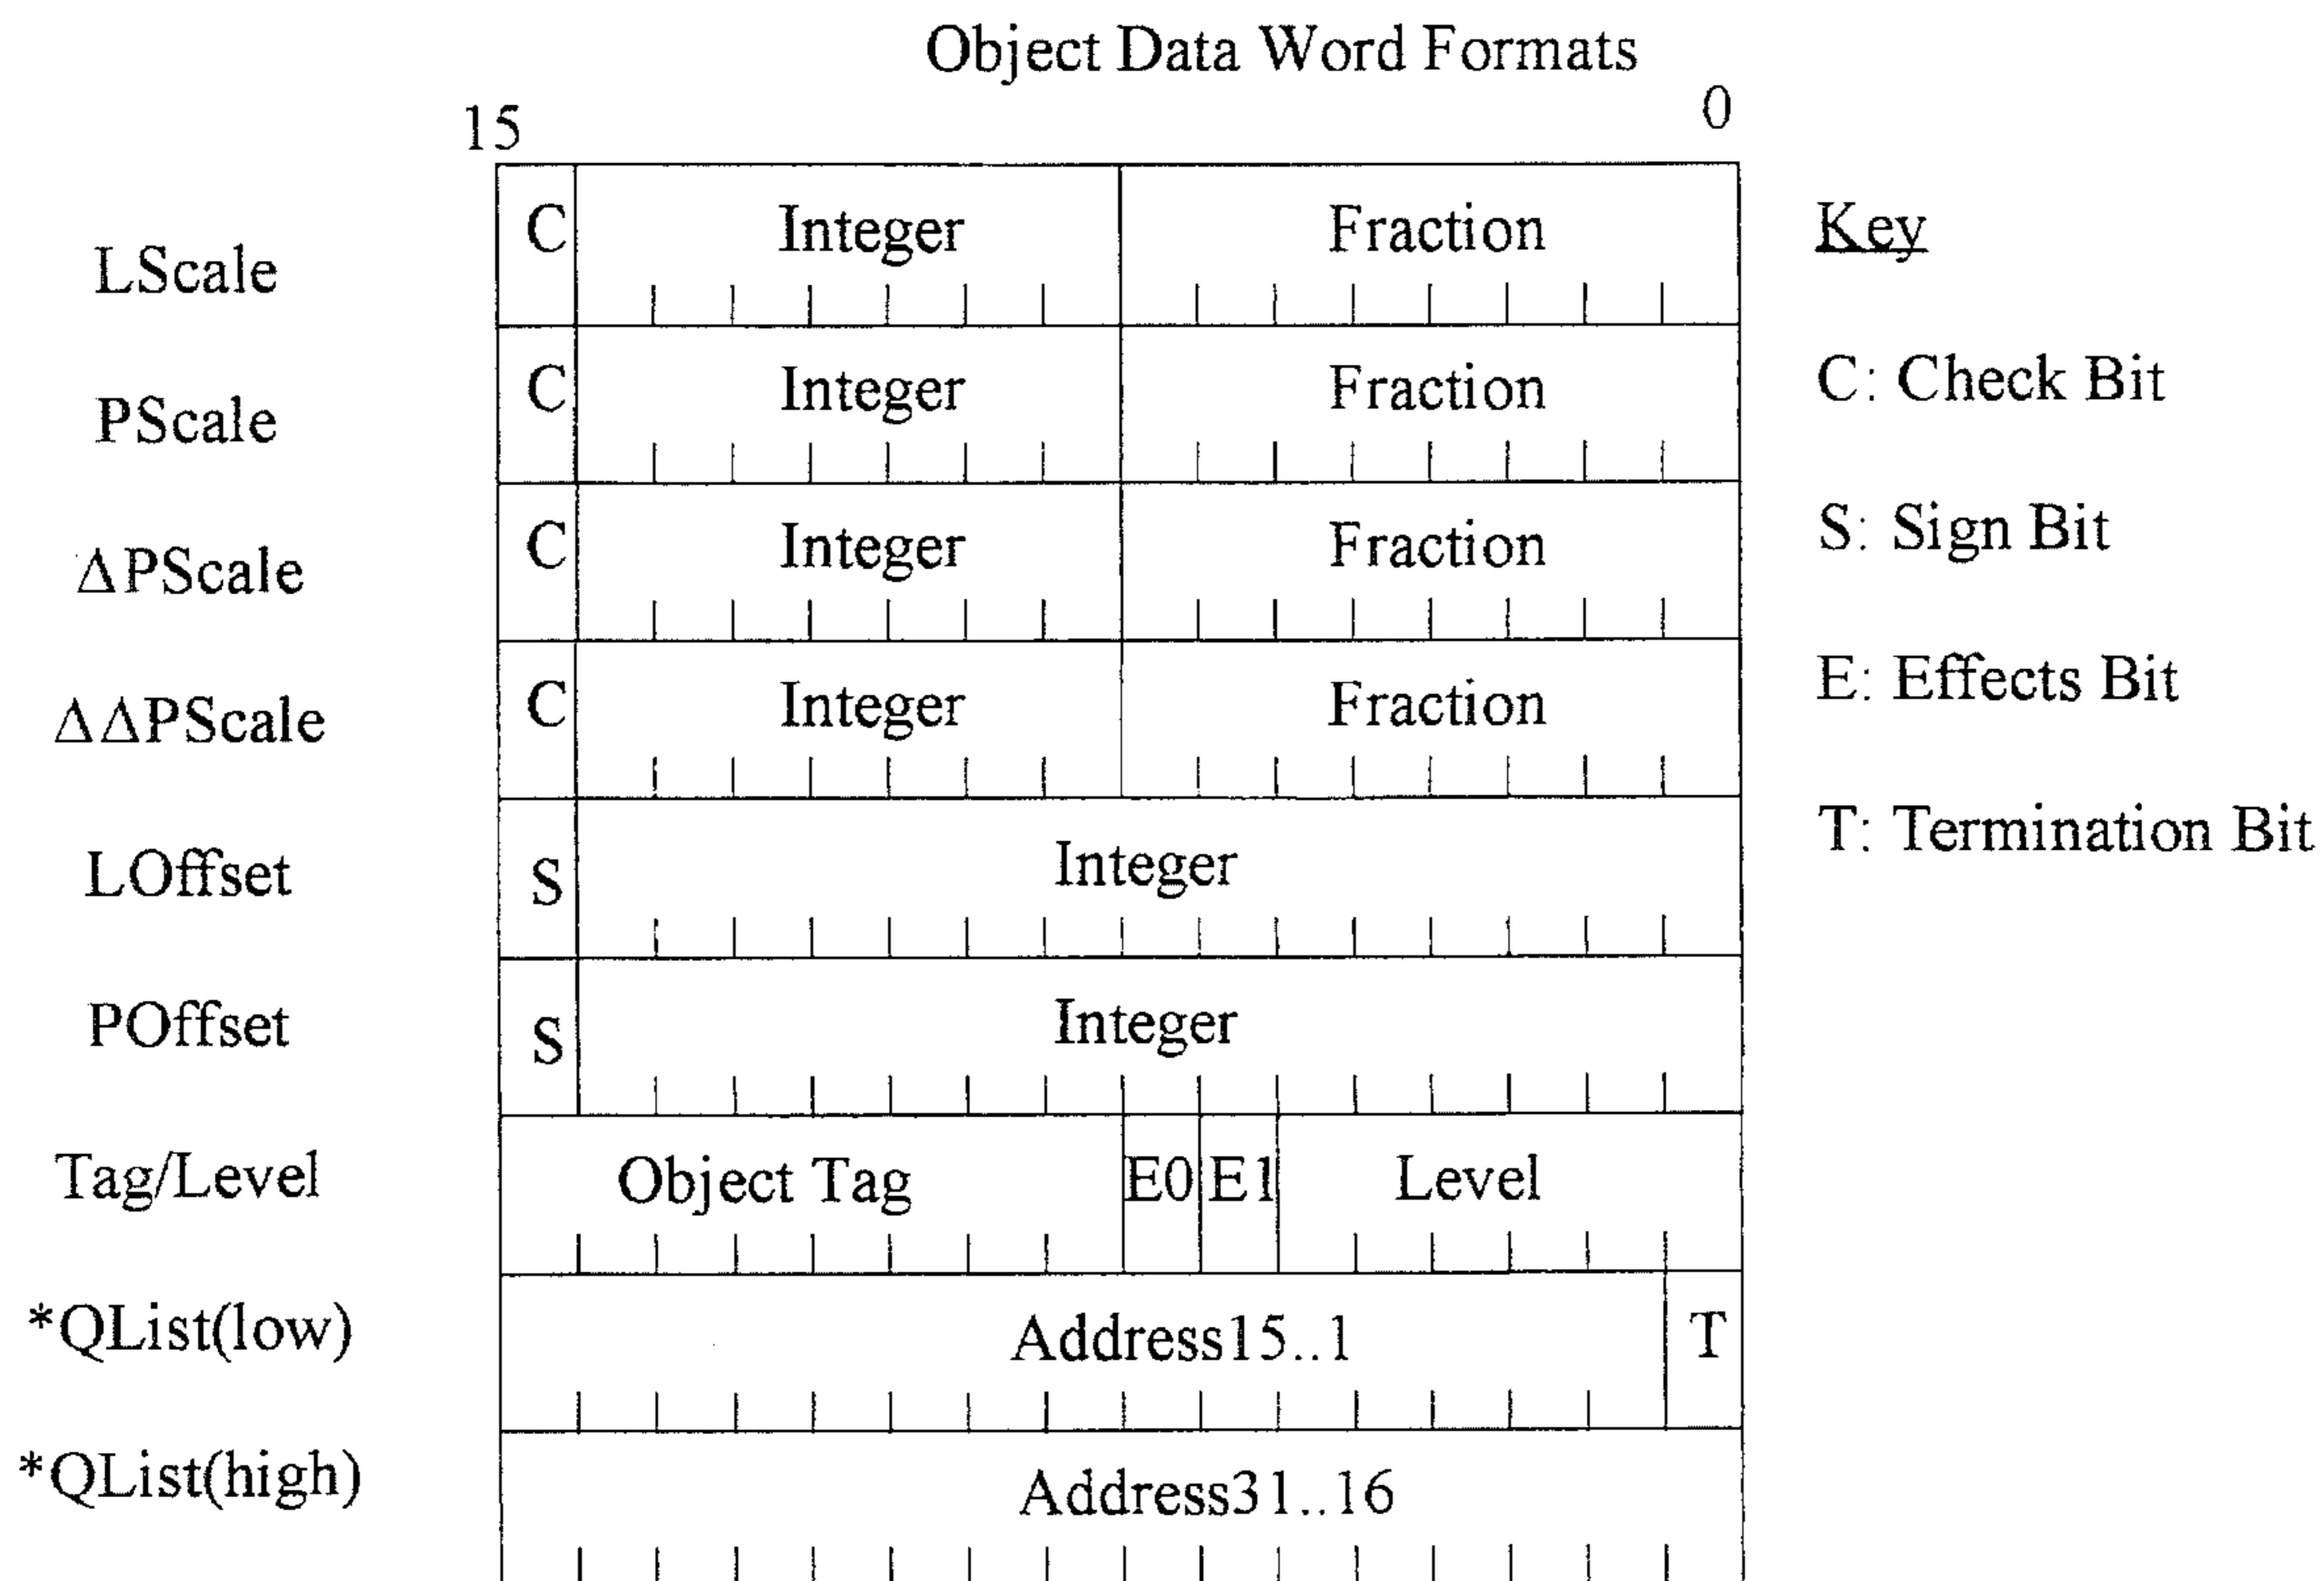 Object Data Word Formats
15 0
LScale C Integer Fraction
PScale C Integer Fraction
ΔPScale C Integer Fraction
ΔΔPScale C Integer Fraction
LOffset S Integer
POffset S Integer
Tag/Level Object Tag E0 E1 Level
*QList(low) Address15..1 T
*QList(high) Address31..16
Key
C: Check Bit
S: Sign Bit
E: Effects Bit
T: Termination Bit